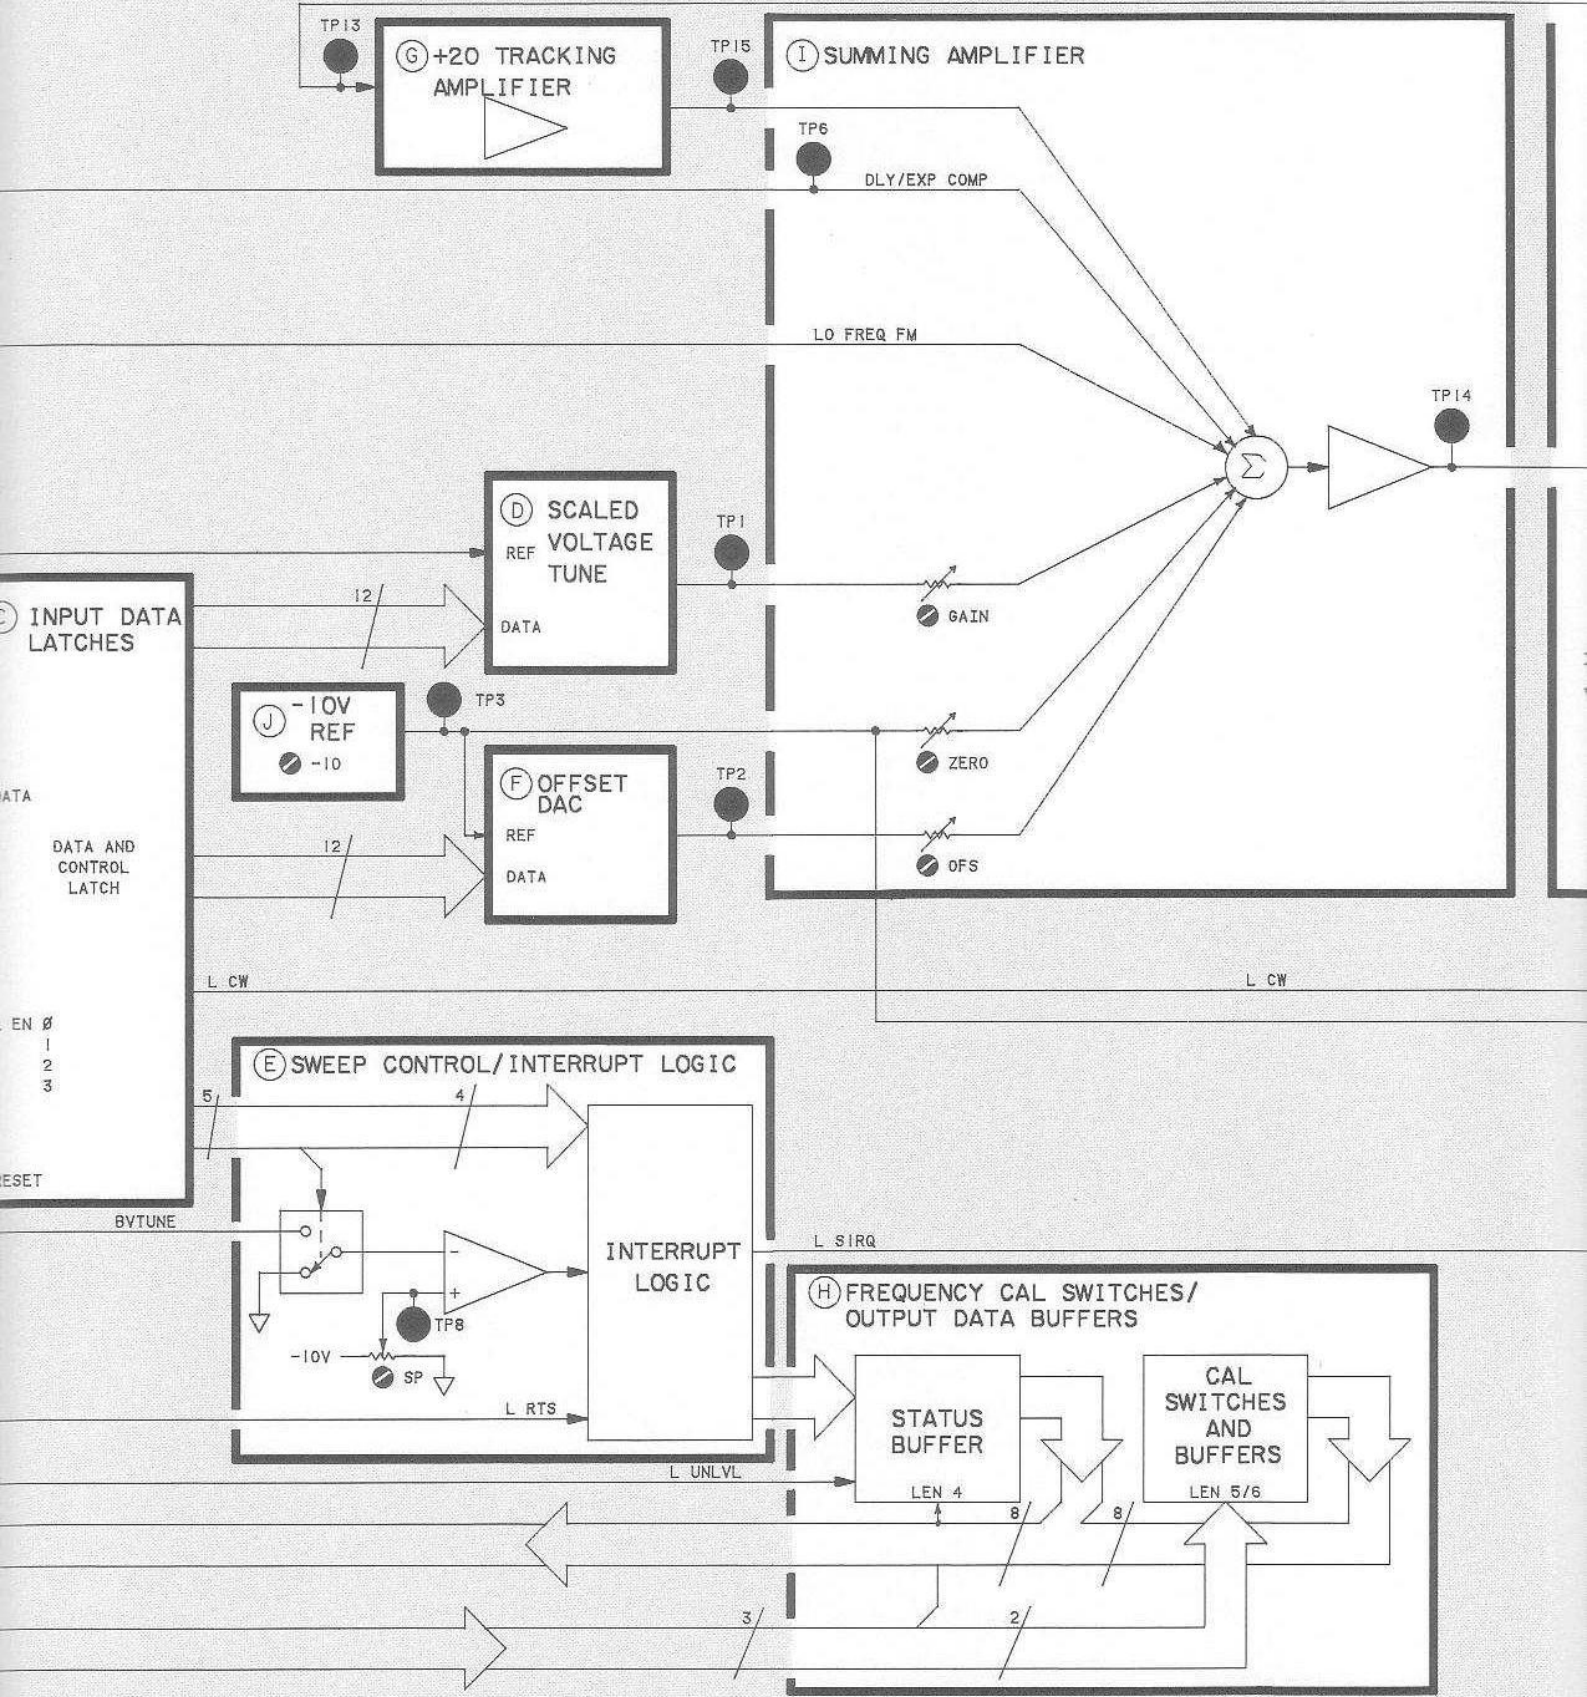 TP13
G +20 TRACKING
AMPLIFIER
TP15
I SUMMING AMPLIFIER
TP6
DLY/EXP COMP
LO FREQ FM
TP14
Σ
D SCALED
VOLTAGE
TUNE
REF
DATA
TP1
12
GAIN
C INPUT DATA
LATCHES
J -10V
REF
-10
TP3
ZERO
F OFFSET
DAC
REF
DATA
TP2
12
OFS
ATA
DATA AND
CONTROL
LATCH
L CW
L CW
EN Ø
1
2
3
E SWEEP CONTROL/INTERRUPT LOGIC
5
4
ESET
BVTUNE
-
+
TP8
-10V
SP
INTERRUPT
LOGIC
L SIRQ
L RTS
H FREQUENCY CAL SWITCHES/
OUTPUT DATA BUFFERS
STATUS
BUFFER
LEN 4
CAL
SWITCHES
AND
BUFFERS
LEN 5/6
L UNLVL
8
8
3
2